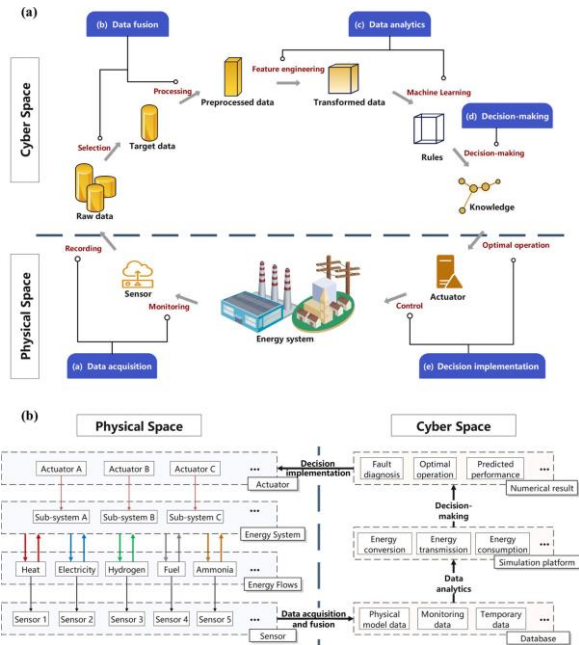 (a)
(b) Data fusion
(c) Data analytics
Cyber Space
Processing
Feature engineering
Preprocessed data
Transformed data
Machine Learning
(d) Decision-making
Selection
Target data
Rules
Decision-making
Raw data
Knowledge
Physical Space
Recording
Optimal operation
Sensor
Actuator
Monitoring
Control
Energy system
(a) Data acquisition
(e) Decision implementation
(b)
Physical Space
Cyber Space
Actuator A
Actuator B
Actuator C
...
Actuator
Decision
implementation
Fault
diagnosis
Optimal
operation
Predicted
performance
...
Numerical result
Sub-system A
Sub-system B
Sub-system C
...
Energy System
Decision-
making
Heat
Electricity
Hydrogen
Fuel
Ammonia
...
Energy Flows
Energy
conversion
Energy
transmission
Energy
consumption
...
Simulation platform
Data
analytics
Sensor 1
Sensor 2
Sensor 3
Sensor 4
Sensor 5
...
Sensor
Data acquisition
and fusion
Physical
model data
Monitoring
data
Temporary
data
...
Database